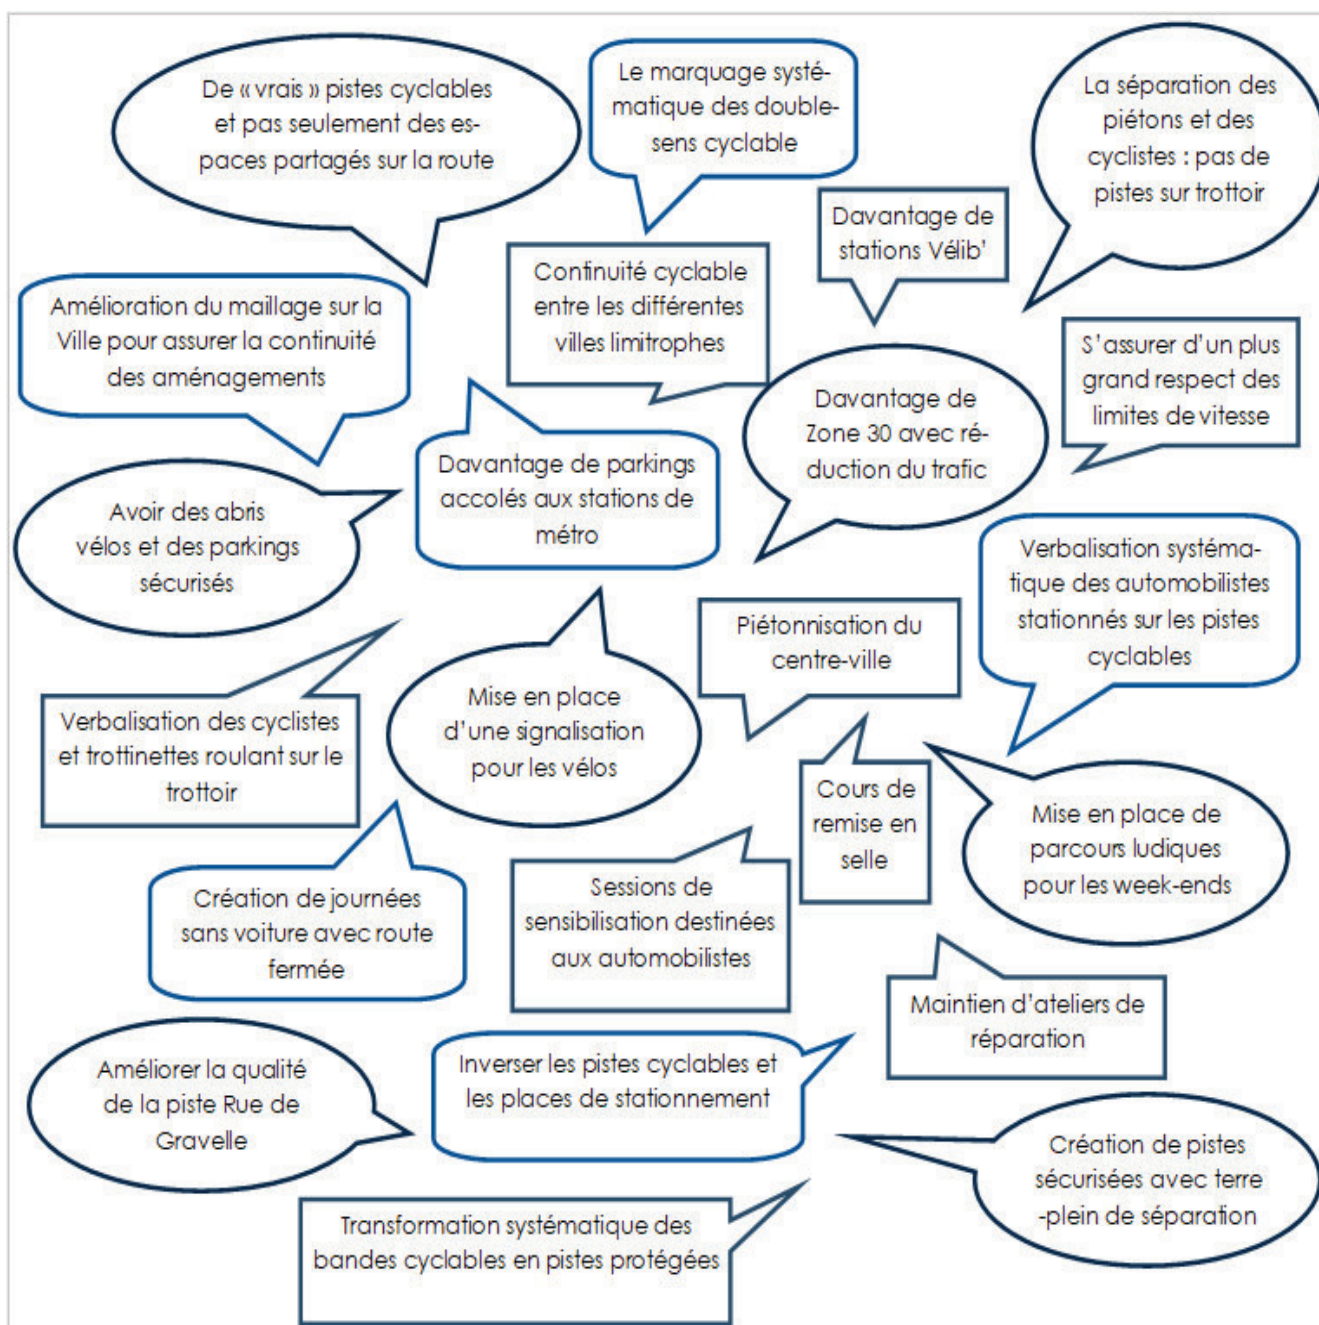 De « vrais » pistes cyclables
et pas seulement des es-
paces partagés sur la route
Le marquage systé-
matique des double-
sens cyclable
La séparation des
piétons et des
cyclistes : pas de
pistes sur trottoir
Davantage de
stations Vélib'
Continuité cyclable
entre les différentes
villes limitrophes
Amélioration du maillage sur la
Ville pour assurer la continuité
des aménagements
S'assurer d'un plus
grand respect des
limites de vitesse
Davantage de
Zone 30 avec ré-
duction du trafic
Davantage de parkings
accolés aux stations de
métro
Avoir des abris
vélos et des parkings
sécurisés
Verbalisation systéma-
tique des automobilistes
stationnés sur les pistes
cyclables
Piétonnisation du
centre-ville
Mise en place
d'une signalisation
pour les vélos
Verbalisation des cyclistes
et trottinettes roulant sur le
trottoir
Cours de
remise en
selle
Mise en place de
parcours ludiques
pour les week-ends
Création de journées
sans voiture avec route
fermée
Sessions de
sensibilisation destinées
aux automobilistes
Maintien d'ateliers de
réparation
Améliorer la qualité
de la piste Rue de
Gravelle
Inverser les pistes cyclables et
les places de stationnement
Création de pistes
sécurisées avec terre
-plein de séparation
Transformation systématique des
bandes cyclables en pistes protégées